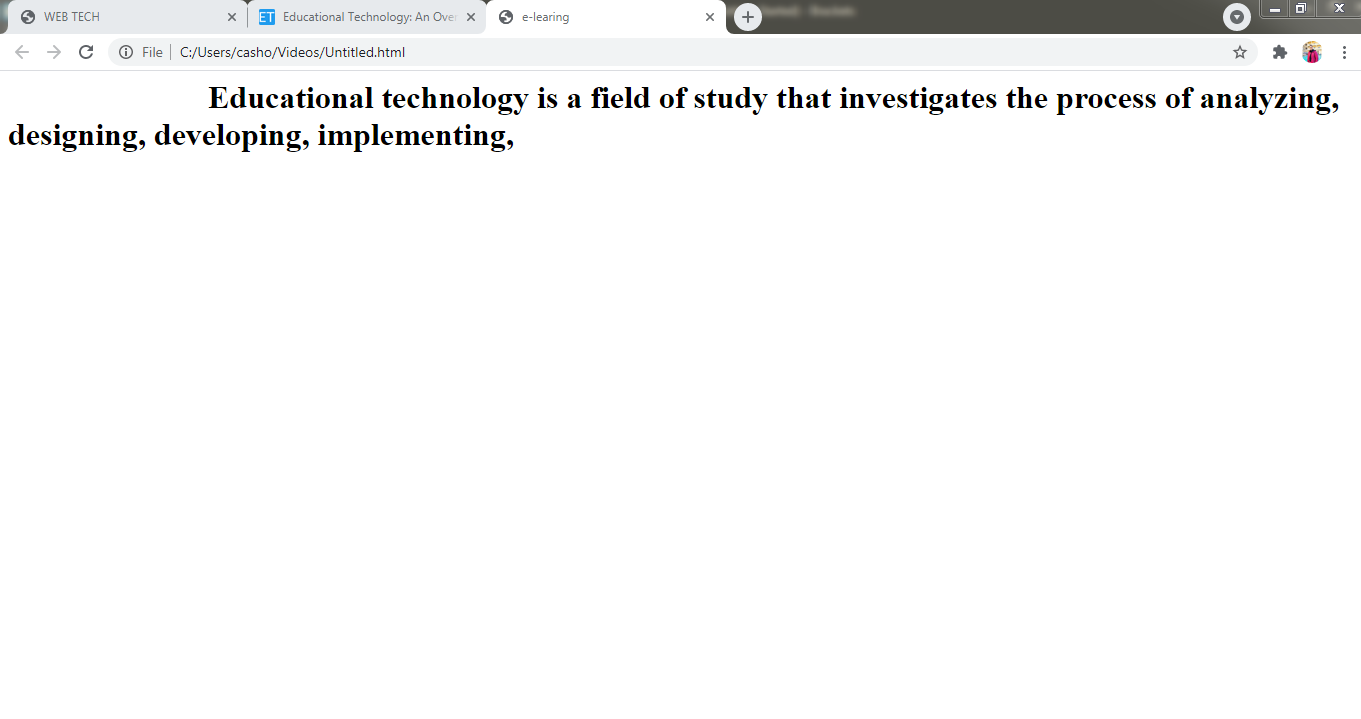 WEB TECH
ET Educational Technology: An Over
e-learing
File C:/Users/casho/Videos/Untitled.html
Educational technology is a field of study that investigates the process of analyzing,
designing, developing, implementing,